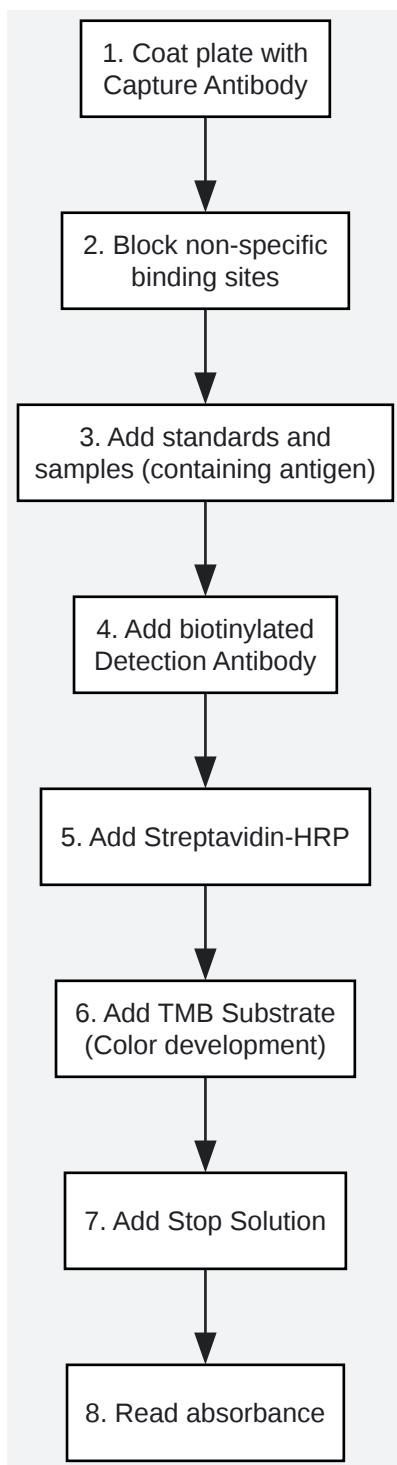 1. Coat plate with
Capture Antibody
2. Block non-specific
binding sites
3. Add standards and
samples (containing antigen)
4. Add biotinylated
Detection Antibody
5. Add Streptavidin-HRP
6. Add TMB Substrate
(Color development)
7. Add Stop Solution
8. Read absorbance